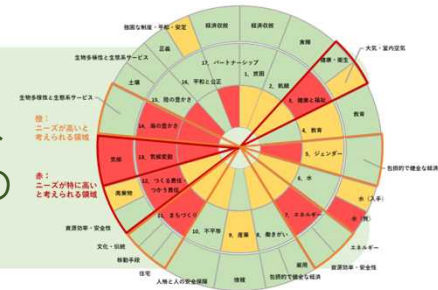 強固な制度・平和・安定
経済収斂
経済収斂
食糧
正義
健康・衛生
大気・室内空気
生物多様性と生態系サービス
土壌
17、パートナーシップ
16、平和と公正
1、貧困
2、飢餓
3、健康と福祉
生物多様性と生態系サービス
15、陸の豊かさ
14、海の豊かさ
4、教育
教育
橙：
ニーズが高いと
考えられる領域
気候
13、気候変動
5、ジェンダー
包括的で健全な経済
赤：
ニーズが特に高い
と考えられる領域
12、つくる責任・
つかう責任
6、水
水（入手）
廃棄物
11、まちづくり
7、エネルギー
水（質）
資源効率・安全性
10、不平等
9、産業
8、働きがい
エネルギー
文化・伝統
移動手段
住宅
人格と人の安全保障
情報
包括的で健全な経済
雇用
資源効率・安全性